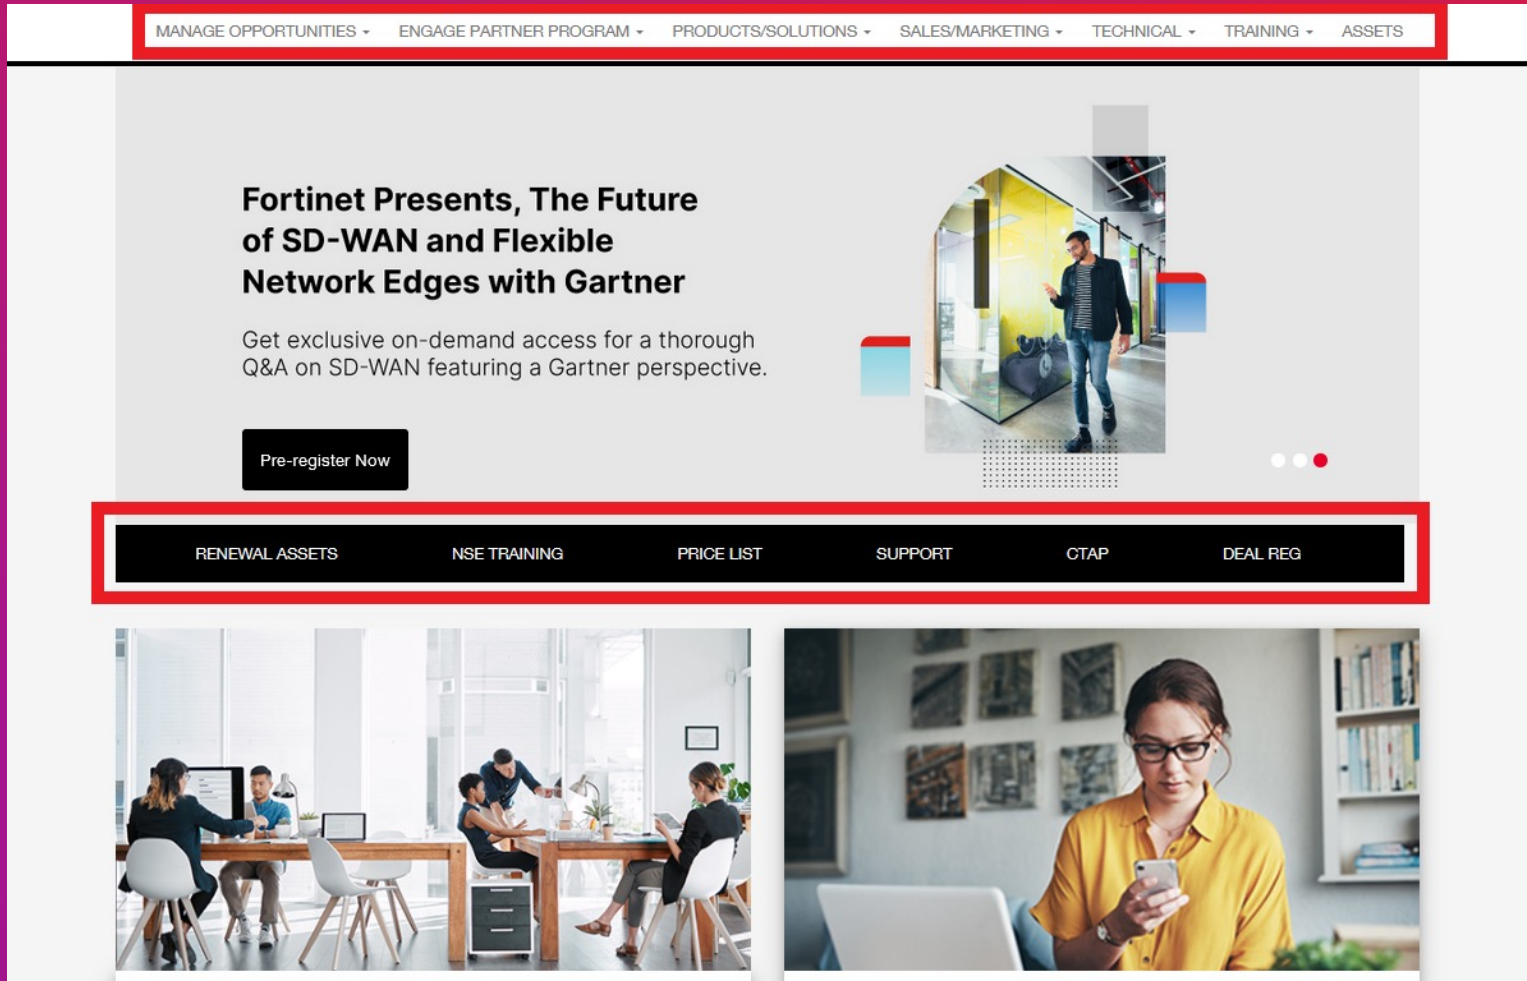 MANAGE OPPORTUNITIES ENGAGE PARTNER PROGRAM PRODUCTS/SOLUTIONS SALES/MARKETING TECHNICAL TRAINING ASSETS
Fortinet Presents, The Future
of SD-WAN and Flexible
Network Edges with Gartner
Get exclusive on-demand access for a thorough
Q&A on SD-WAN featuring a Gartner perspective.
Pre-register Now
RENEWAL ASSETS NSE TRAINING PRICE LIST SUPPORT CTAP DEAL REG